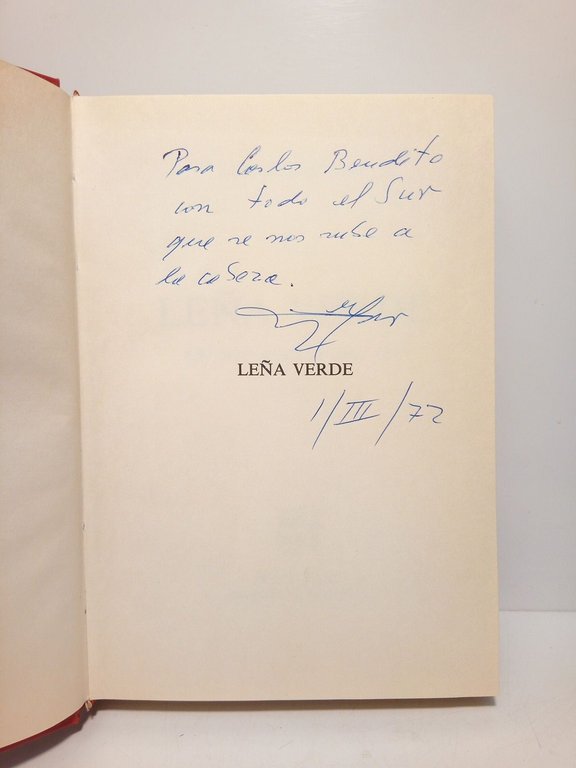 Para Carlos Bendito
con todo el Sur
que se nos sube a
la cabeza.
LEÑA VERDE
1/III/72